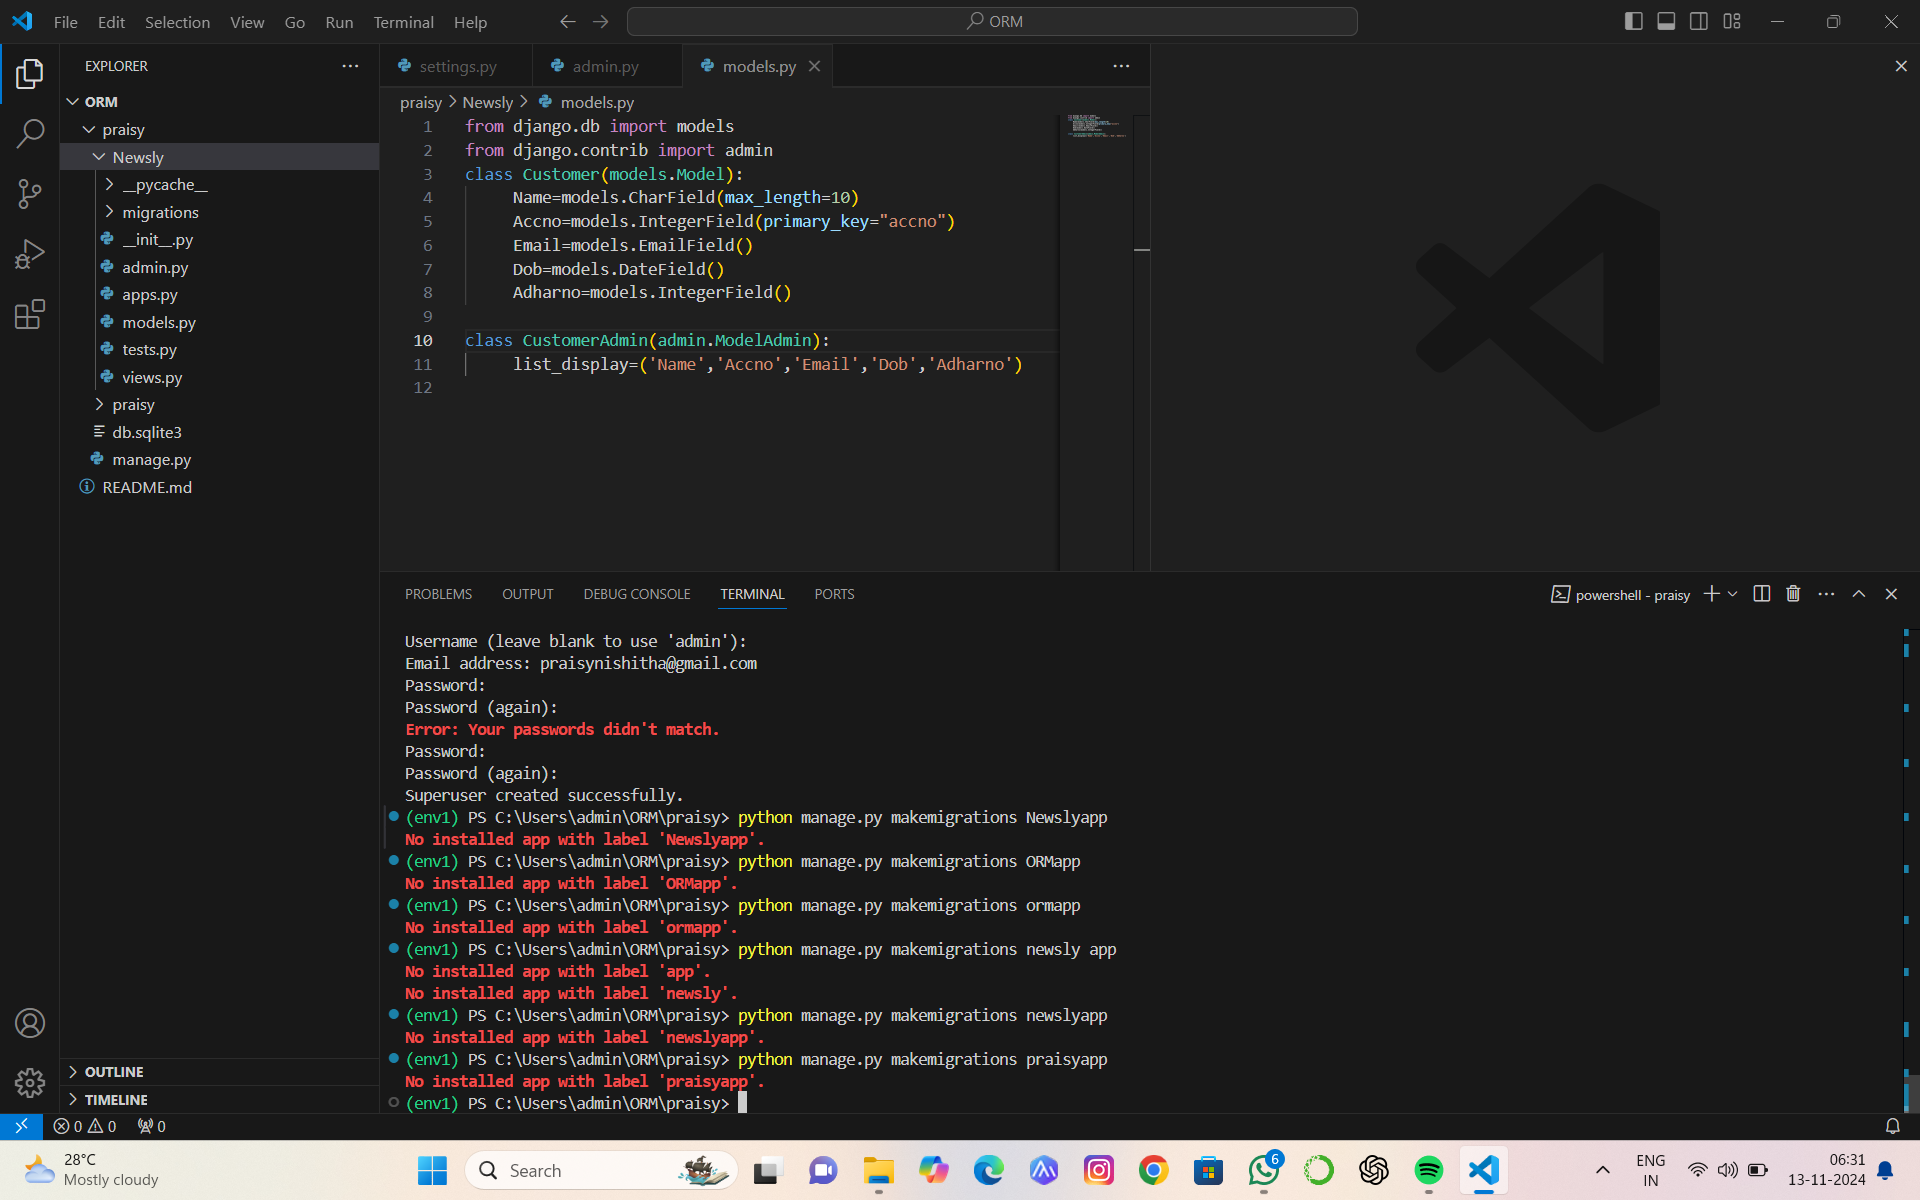 File Edit Selection View Go Run Terminal Help
ORM
EXPLORER
ORM
praisy
Newsly
__pycache__
migrations
__init__.py
admin.py
apps.py
models.py
tests.py
views.py
praisy
db.sqlite3
manage.py
README.md
OUTLINE
TIMELINE
settings.py admin.py models.py
praisy > Newsly > models.py
1 from django.db import models
2 from django.contrib import admin
3 class Customer(models.Model):
4 Name=models.CharField(max_length=10)
5 Accno=models.IntegerField(primary_key="accno")
6 Email=models.EmailField()
7 Dob=models.DateField()
8 Adharno=models.IntegerField()
9
10 class CustomerAdmin(admin.ModelAdmin):
11 list_display=('Name','Accno','Email','Dob','Adharno')
12
PROBLEMS OUTPUT DEBUG CONSOLE TERMINAL PORTS
powershell - praisy
Username (leave blank to use 'admin'):
Email address: praisynishitha@gmail.com
Password:
Password (again):
Error: Your passwords didn't match.
Password:
Password (again):
Superuser created successfully.
(env1) PS C:\Users\admin\ORM\praisy> python manage.py makemigrations Newslyapp
No installed app with label 'Newslyapp'.
(env1) PS C:\Users\admin\ORM\praisy> python manage.py makemigrations ORMapp
No installed app with label 'ORMapp'.
(env1) PS C:\Users\admin\ORM\praisy> python manage.py makemigrations ormapp
No installed app with label 'ormapp'.
(env1) PS C:\Users\admin\ORM\praisy> python manage.py makemigrations newsly app
No installed app with label 'app'.
No installed app with label 'newsly'.
(env1) PS C:\Users\admin\ORM\praisy> python manage.py makemigrations newslyapp
No installed app with label 'newslyapp'.
(env1) PS C:\Users\admin\ORM\praisy> python manage.py makemigrations praisyapp
No installed app with label 'praisyapp'.
(env1) PS C:\Users\admin\ORM\praisy>
0 0 0
28°C
Mostly cloudy
Search
6
ENG
IN
06:31
13-11-2024